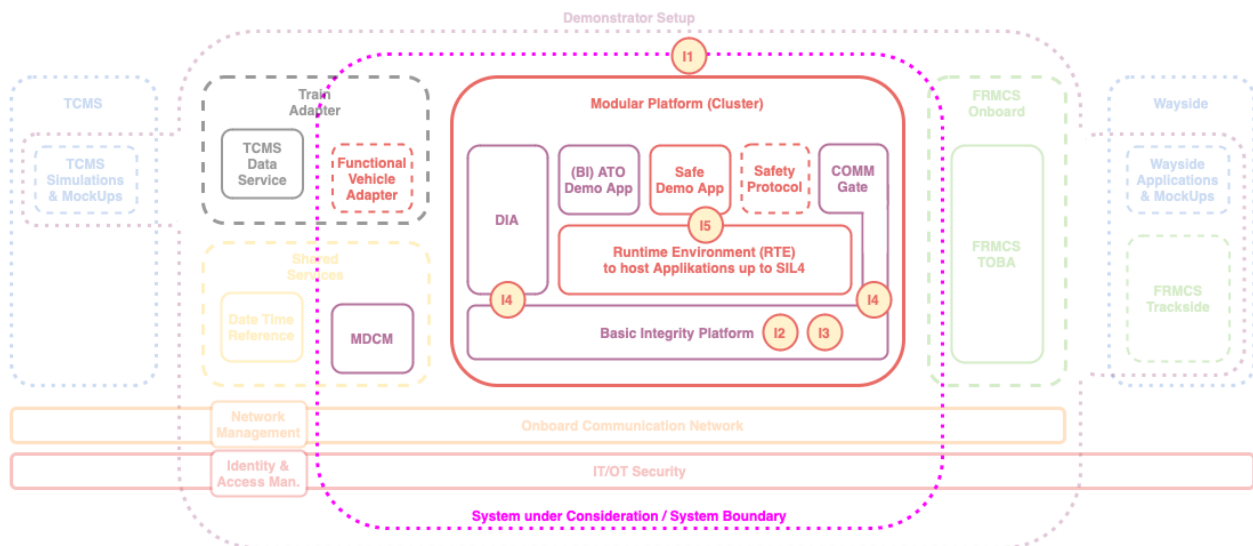 Demonstrator Setup
I1
TCMS
Train
Adapter
Modular Platform (Cluster)
FRMCS
Onboard
Wayside
TCMS
Simulations
& MockUps
TCMS
Data
Service
Functional
Vehicle
Adapter
DIA
(BI) ATO
Demo App
Safe
Demo App
Safety
Protocol
COMM
Gate
Wayside
Applications
& MockUps
I5
Runtime Environment (RTE)
to host Applikations up to SIL4
FRMCS
TOBA
FRMCS
Trackside
Shared
Services
Date Time
Reference
MDCM
I4
I4
Basic Integrity Platform
I2
I3
Network
Management
Onboard Communication Network
Identity &
Access Man.
IT/OT Security
System under Consideration / System Boundary